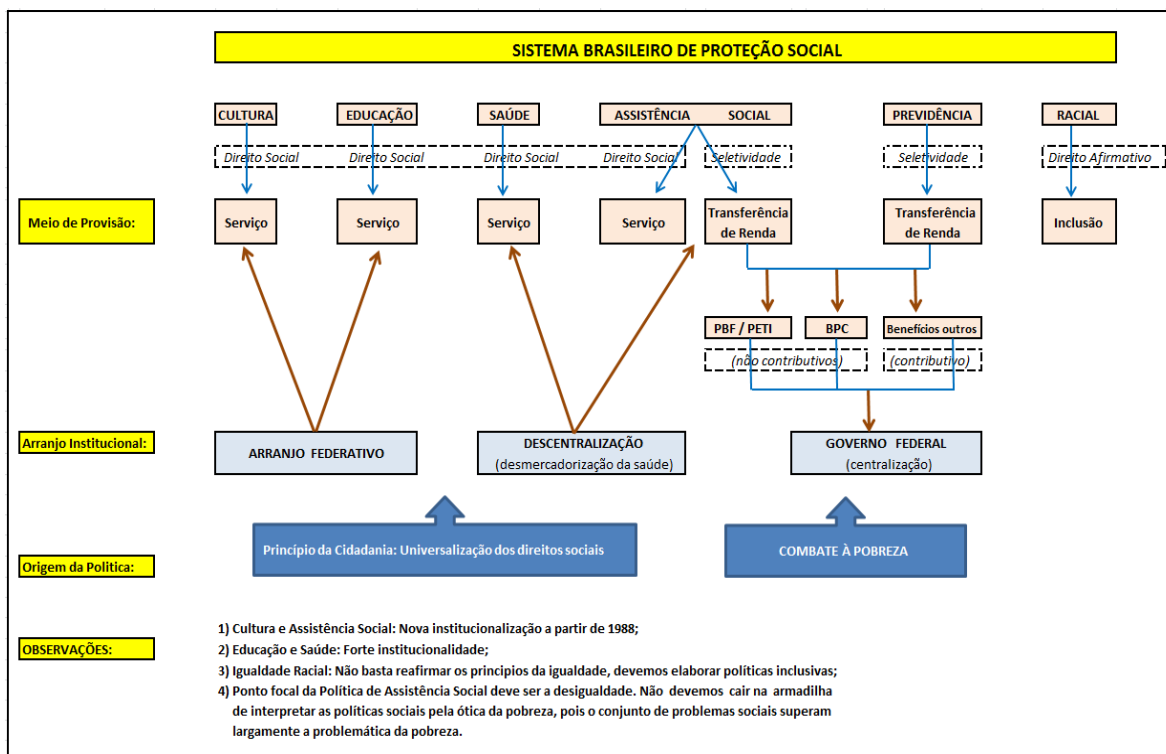 SISTEMA BRASILEIRO DE PROTEÇÃO SOCIAL
CULTURA
EDUCAÇÃO
SAÚDE
ASSISTÊNCIA SOCIAL
PREVIDÊNCIA
RACIAL
Direito Social
Direito Social
Direito Social
Direito Social
Seletividade
Seletividade
Direito Afirmativo
Meio de Provisão:
Serviço
Serviço
Serviço
Serviço
Transferência
de Renda
Transferência
de Renda
Inclusão
PBF / PETI
BPC
Benefícios outros
(não contributivos)
(contributivo)
Arranjo Institucional:
ARRANJO FEDERATIVO
DESCENTRALIZAÇÃO
(desmercadorização da saúde)
GOVERNO FEDERAL
(centralização)
Princípio da Cidadania: Universalização dos direitos sociais
COMBATE À POBREZA
Origem da Politica:
OBSERVAÇÕES:
1) Cultura e Assistência Social: Nova institucionalização a partir de 1988;
2) Educação e Saúde: Forte institucionalidade;
3) Igualdade Racial: Não basta reafirmar os principios da igualdade, devemos elaborar políticas inclusivas;
4) Ponto focal da Política de Assistência Social deve ser a desigualdade. Não devemos cair na armadilha
de interpretar as políticas sociais pela ótica da pobreza, pois o conjunto de problemas sociais superam
largamente a problemática da pobreza.